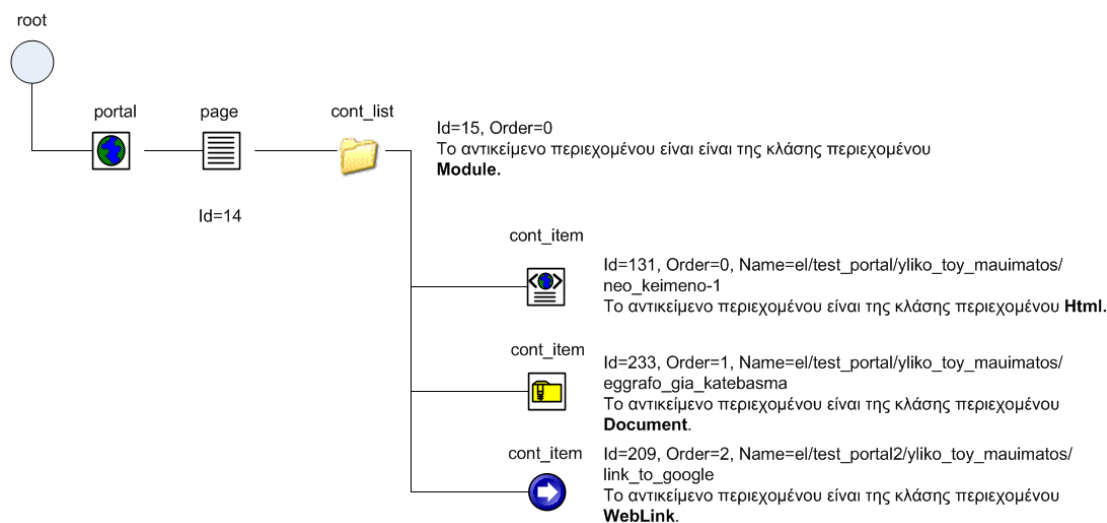 root
portal
page
cont_list
Id=15, Order=0
Το αντικείμενο περιεχομένου είναι είναι της κλάσης περιεχομένου
Module.
Id=14
cont_item
Id=131, Order=0, Name=el/test_portal/yliko_toy_mauimatos/
neo_keimeno-1
Το αντικείμενο περιεχομένου είναι της κλάσης περιεχομένου Html.
cont_item
Id=233, Order=1, Name=el/test_portal/yliko_toy_mauimatos/
eggrafo_gia_katebasma
Το αντικείμενο περιεχομένου είναι της κλάσης περιεχομένου
Document.
cont_item
Id=209, Order=2, Name=el/test_portal2/yliko_toy_mauimatos/
link_to_google
Το αντικείμενο περιεχομένου είναι της κλάσης περιεχομένου
WebLink.